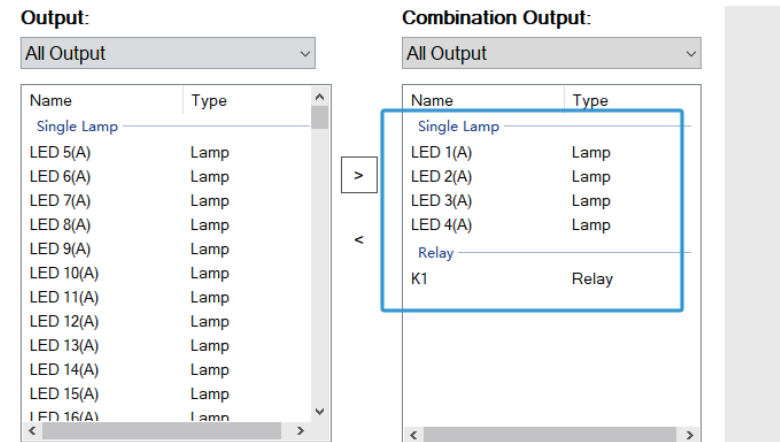 Output:
All Output
Name Type
Single Lamp
LED 5(A) Lamp
LED 6(A) Lamp
LED 7(A) Lamp
LED 8(A) Lamp
LED 9(A) Lamp
LED 10(A) Lamp
LED 11(A) Lamp
LED 12(A) Lamp
LED 13(A) Lamp
LED 14(A) Lamp
LED 15(A) Lamp
LED 16(A) Lamp
>
<
Combination Output:
All Output
Name Type
Single Lamp
LED 1(A) Lamp
LED 2(A) Lamp
LED 3(A) Lamp
LED 4(A) Lamp
Relay
K1 Relay